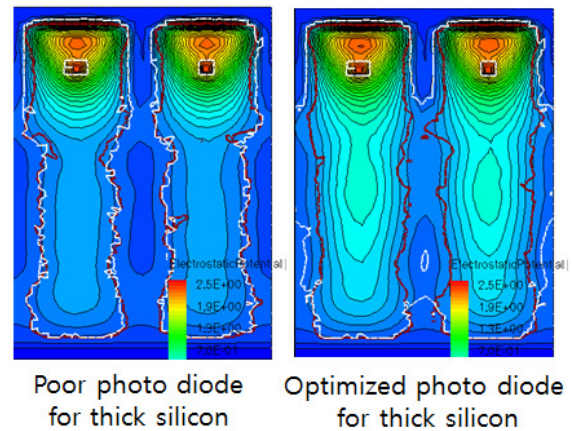 ElectrostaticPotential
2.5E+00
1.9E+00
1.3E+00
7.0E-01
ElectrostaticPotential
2.5E+00
1.9E+00
1.3E+00
7.0E-01
Poor photo diode
for thick silicon
Optimized photo diode
for thick silicon